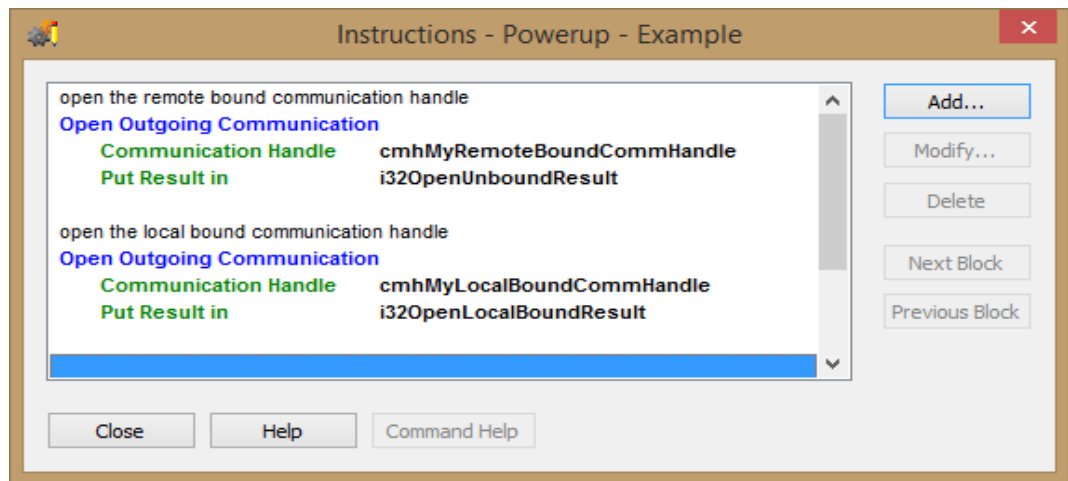 Instructions - Powerup - Example
open the remote bound communication handle
Open Outgoing Communication
Communication Handle cmhMyRemoteBoundCommHandle
Put Result in i32OpenUnboundResult
open the local bound communication handle
Open Outgoing Communication
Communication Handle cmhMyLocalBoundCommHandle
Put Result in i32OpenLocalBoundResult
Add...
Modify...
Delete
Next Block
Previous Block
Close Help Command Help